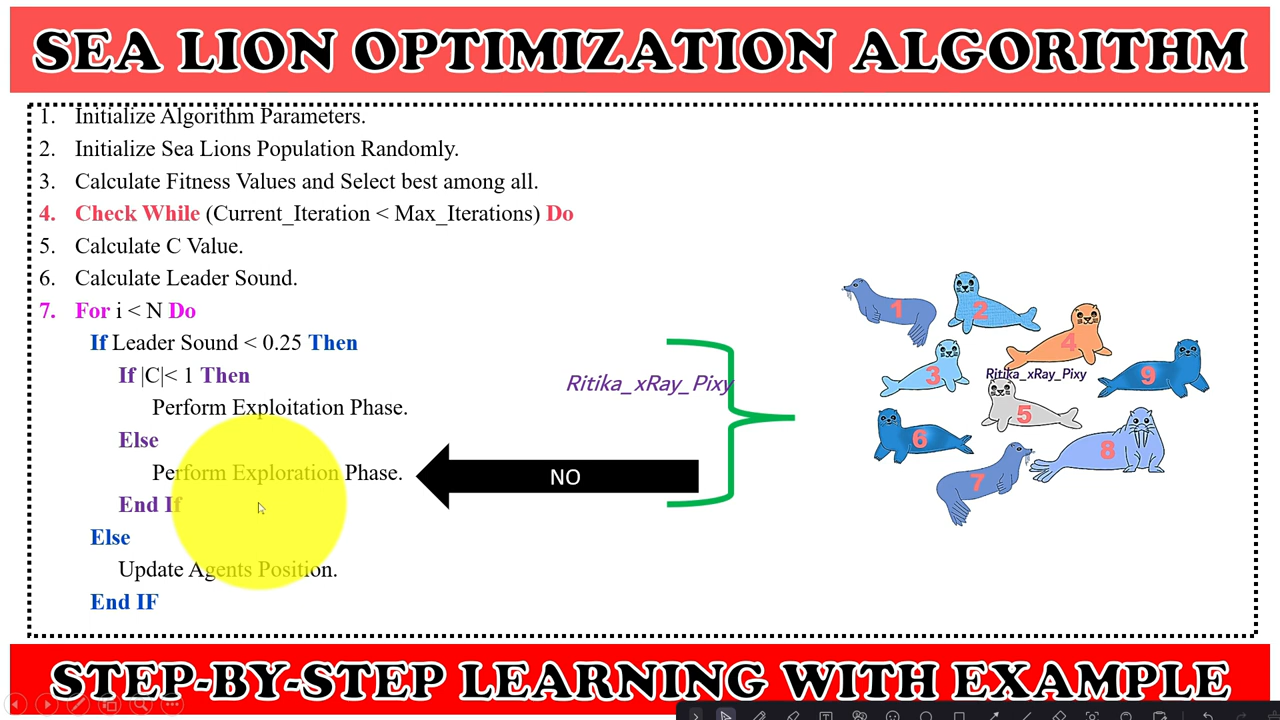 SEA LION OPTIMIZATION ALGORITHM
1. Initialize Algorithm Parameters.
2. Initialize Sea Lions Population Randomly.
3. Calculate Fitness Values and Select best among all.
4. Check While (Current_Iteration < Max_Iterations) Do
5. Calculate C Value.
6. Calculate Leader Sound.
7. For i < N Do
If Leader Sound < 0.25 Then
If |C|< 1 Then
Perform Exploitation Phase.
Else
Perform Exploration Phase.
End If
Else
Update Agents Position.
End IF
NO
Ritika_xRay_Pixy
1
2
3
4
Ritika_xRay_Pixy
9
5
6
8
7
STEP-BY-STEP LEARNING WITH EXAMPLE